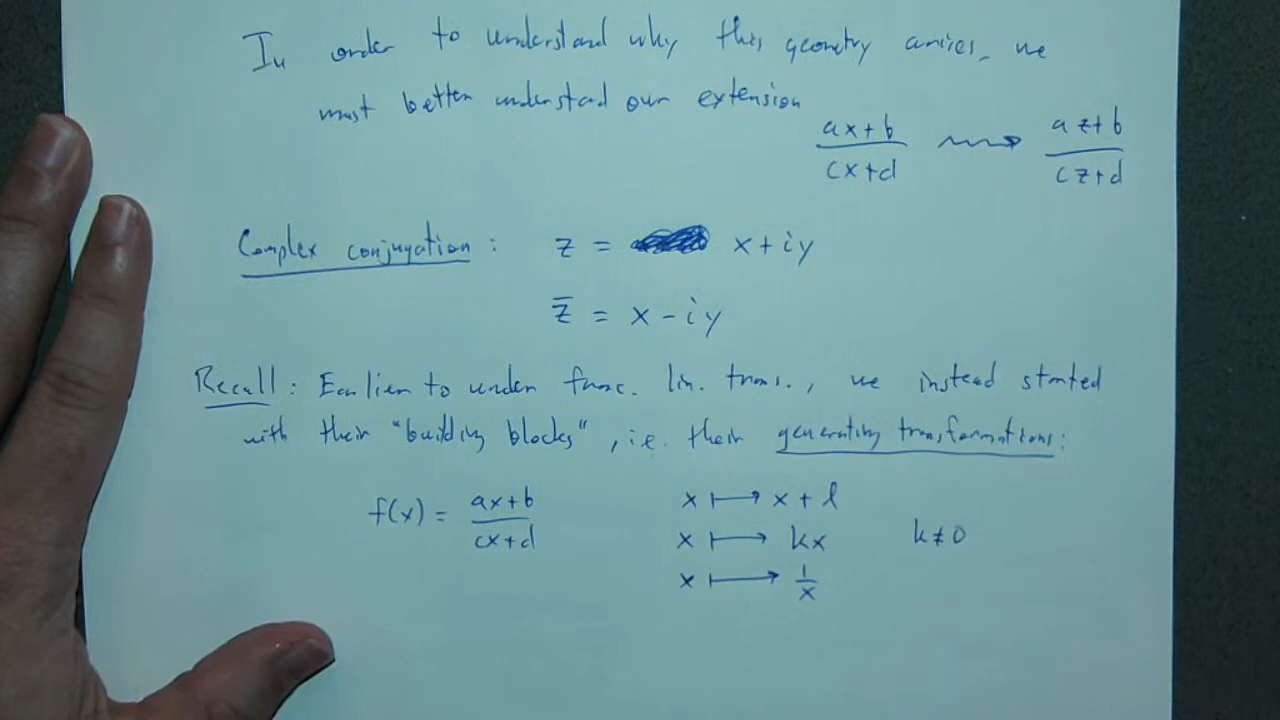 In order to understand why this geometry arises, we
must better understand our extension
ax+b / cx+d ⇝ az+b / cz+d
Complex conjugation : z = x+iy
z̄ = x-iy
Recall : Earlier to under frac. lin. trans., we instead started
with their "building blocks", i.e. their generating transformations:
f(x) = ax+b / cx+d
x ⟼ x+l
x ⟼ kx k≠0
x ⟼ 1/x